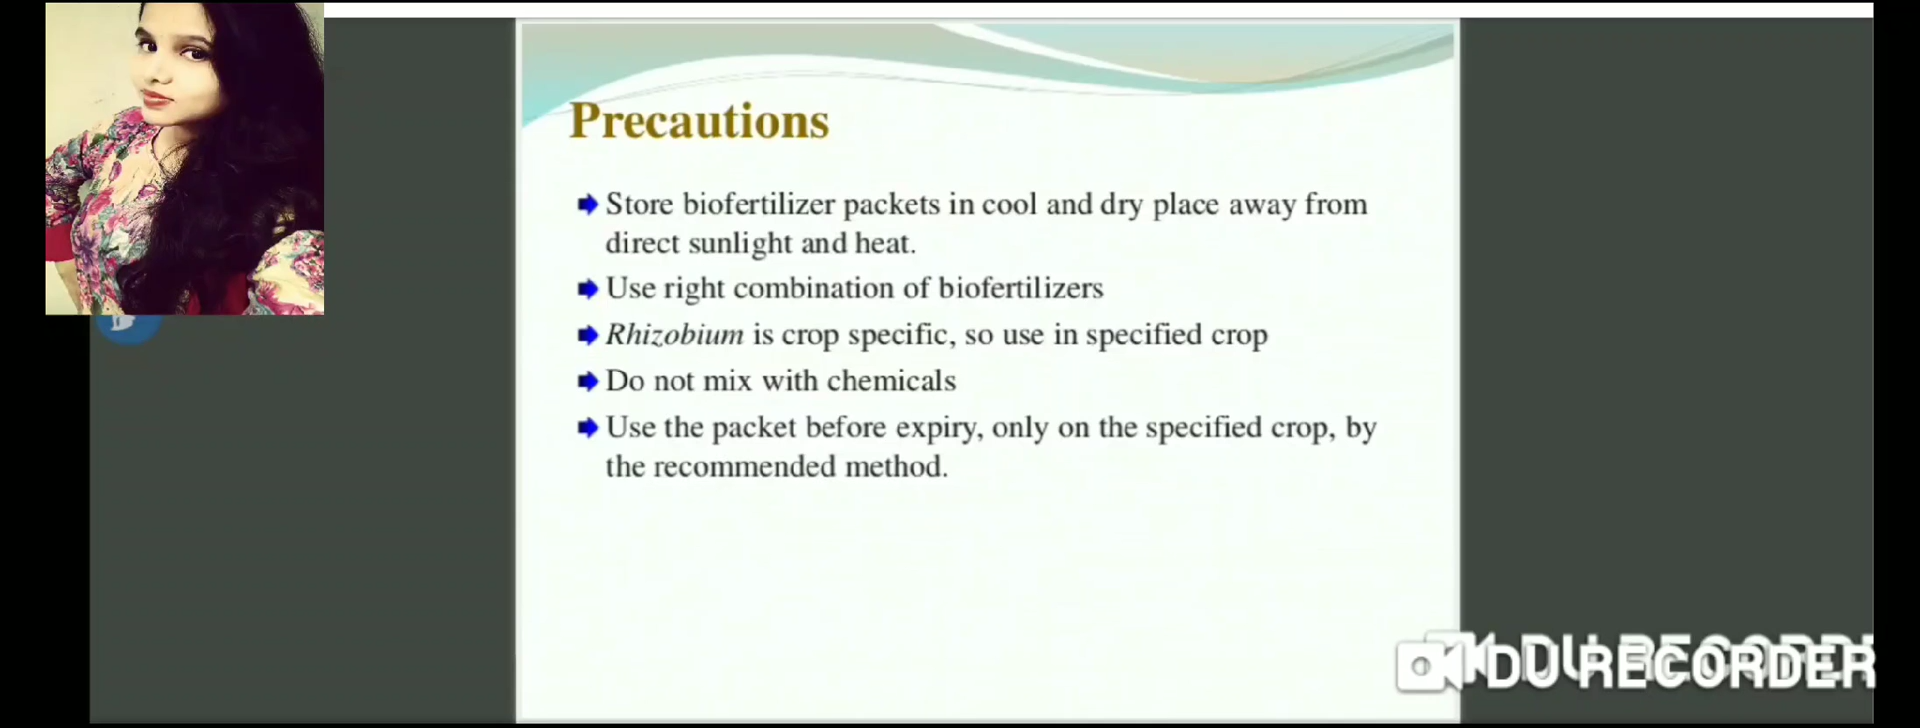 Precautions
Store biofertilizer packets in cool and dry place away from
direct sunlight and heat.
Use right combination of biofertilizers
Rhizobium is crop specific, so use in specified crop
Do not mix with chemicals
Use the packet before expiry, only on the specified crop, by
the recommended method.
DU RECORDER
DU RECORDE